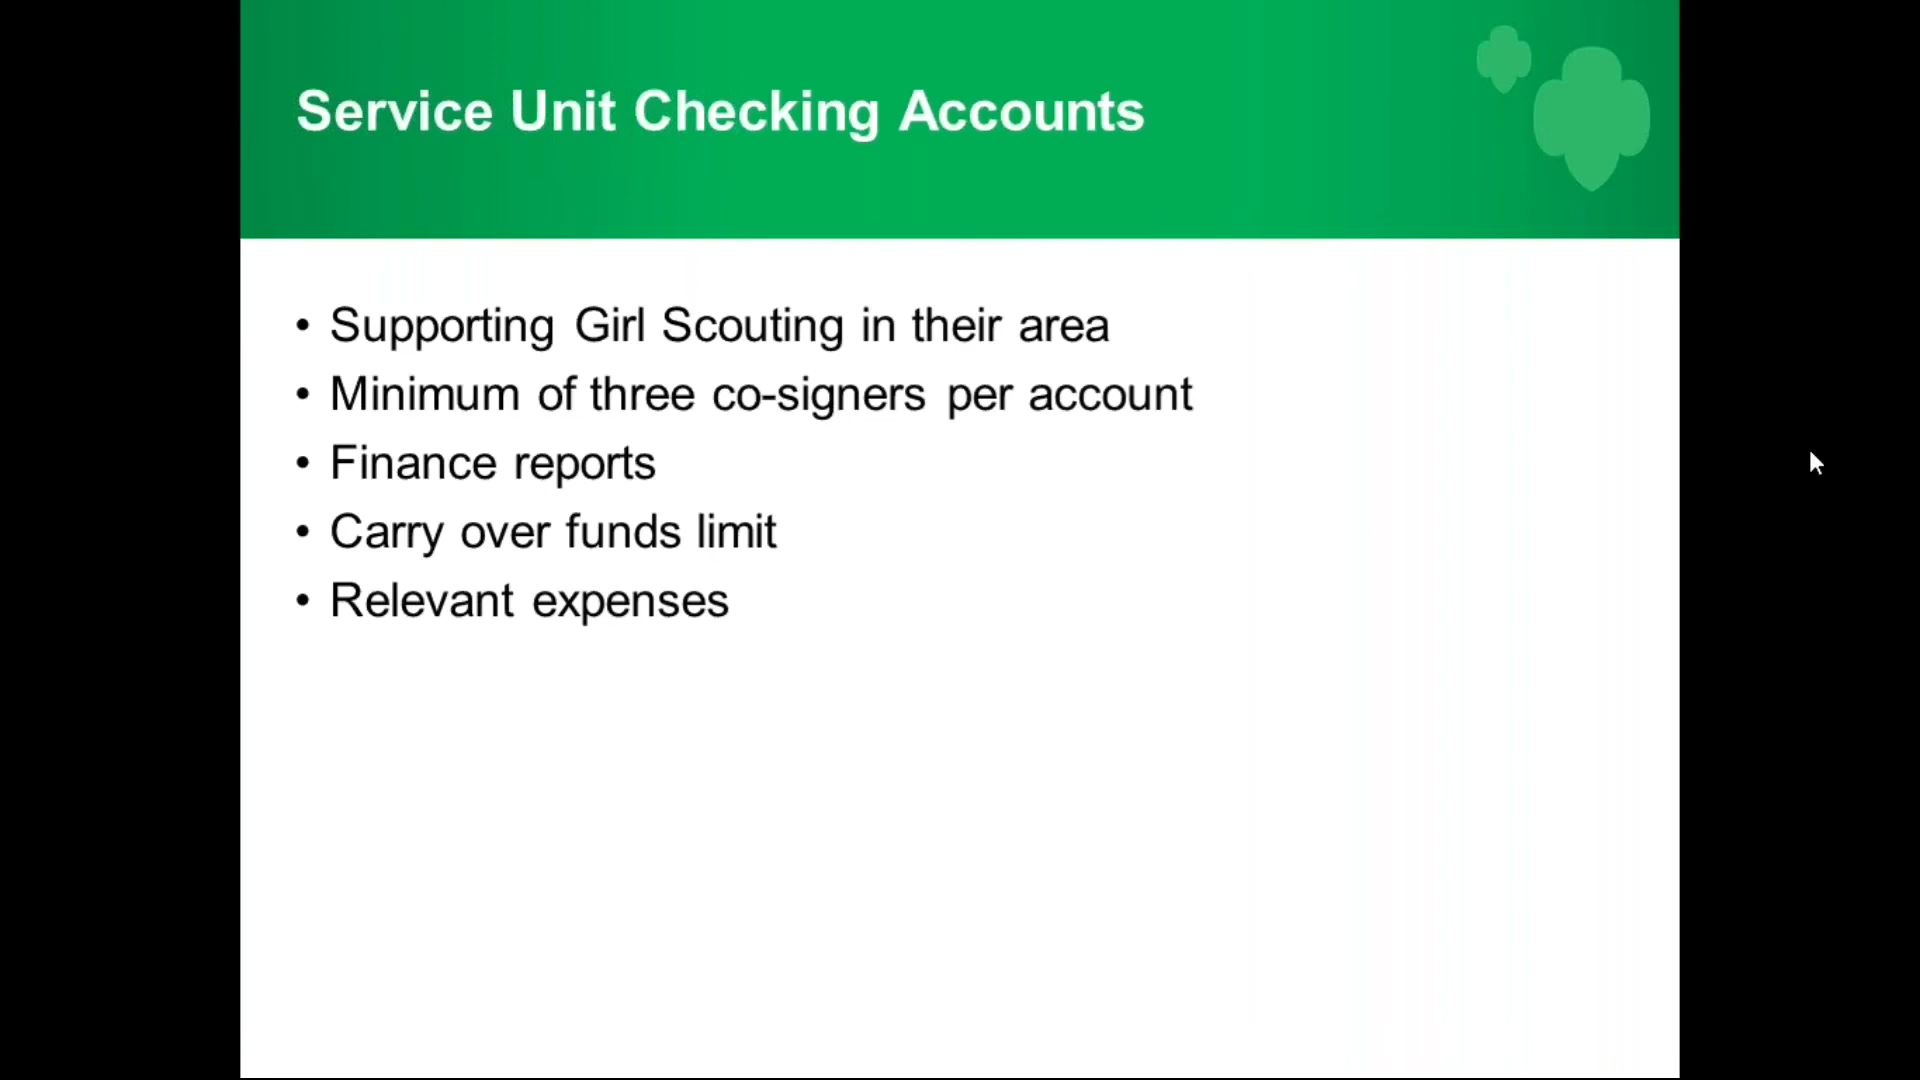 Service Unit Checking Accounts
• Supporting Girl Scouting in their area
• Minimum of three co-signers per account
• Finance reports
• Carry over funds limit
• Relevant expenses